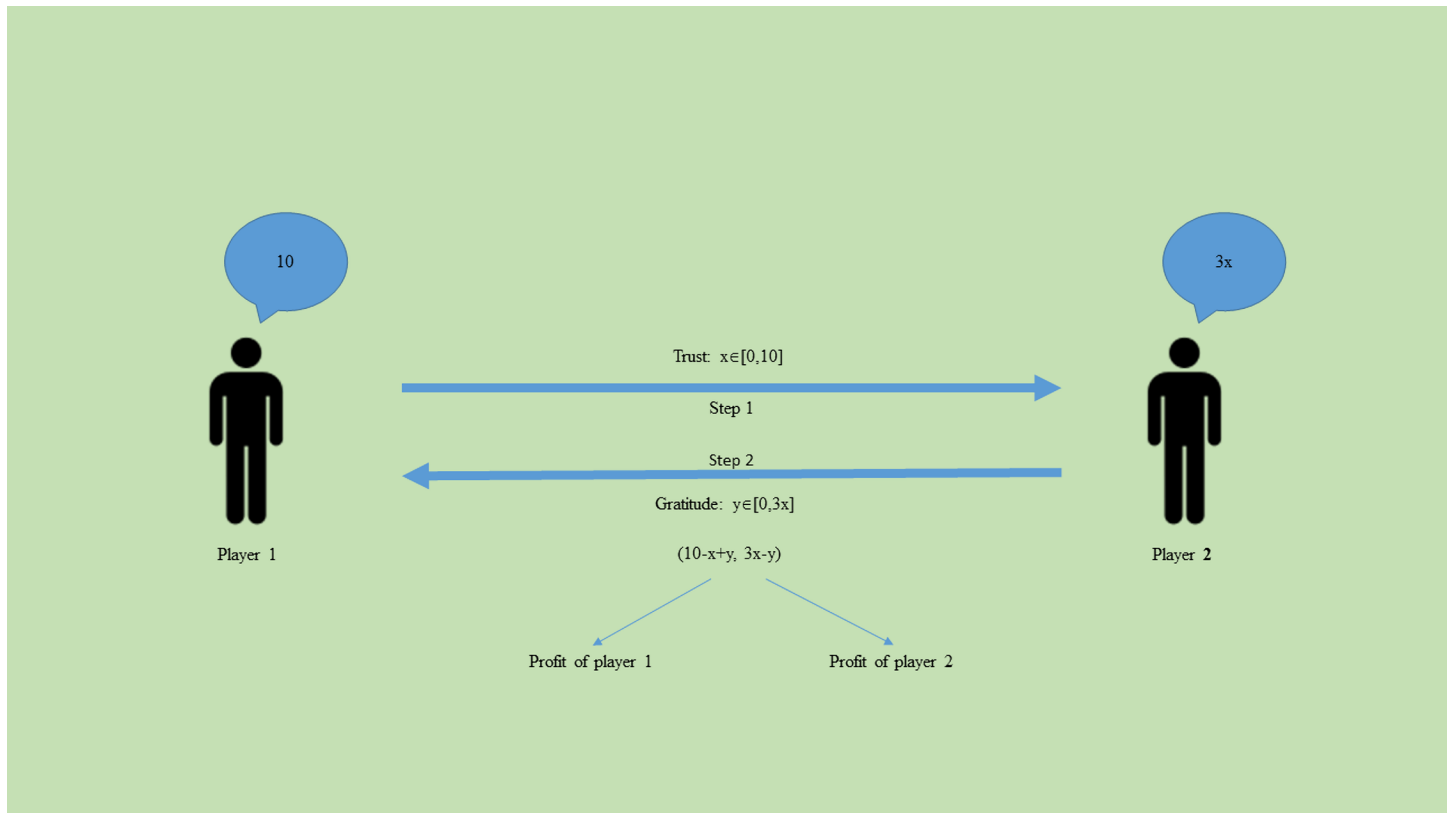 10
3x
Trust: x∈[0,10]
Step 1
Step 2
Gratitude: y∈[0,3x]
Player 1
(10-x+y, 3x-y)
Player 2
Profit of player 1
Profit of player 2